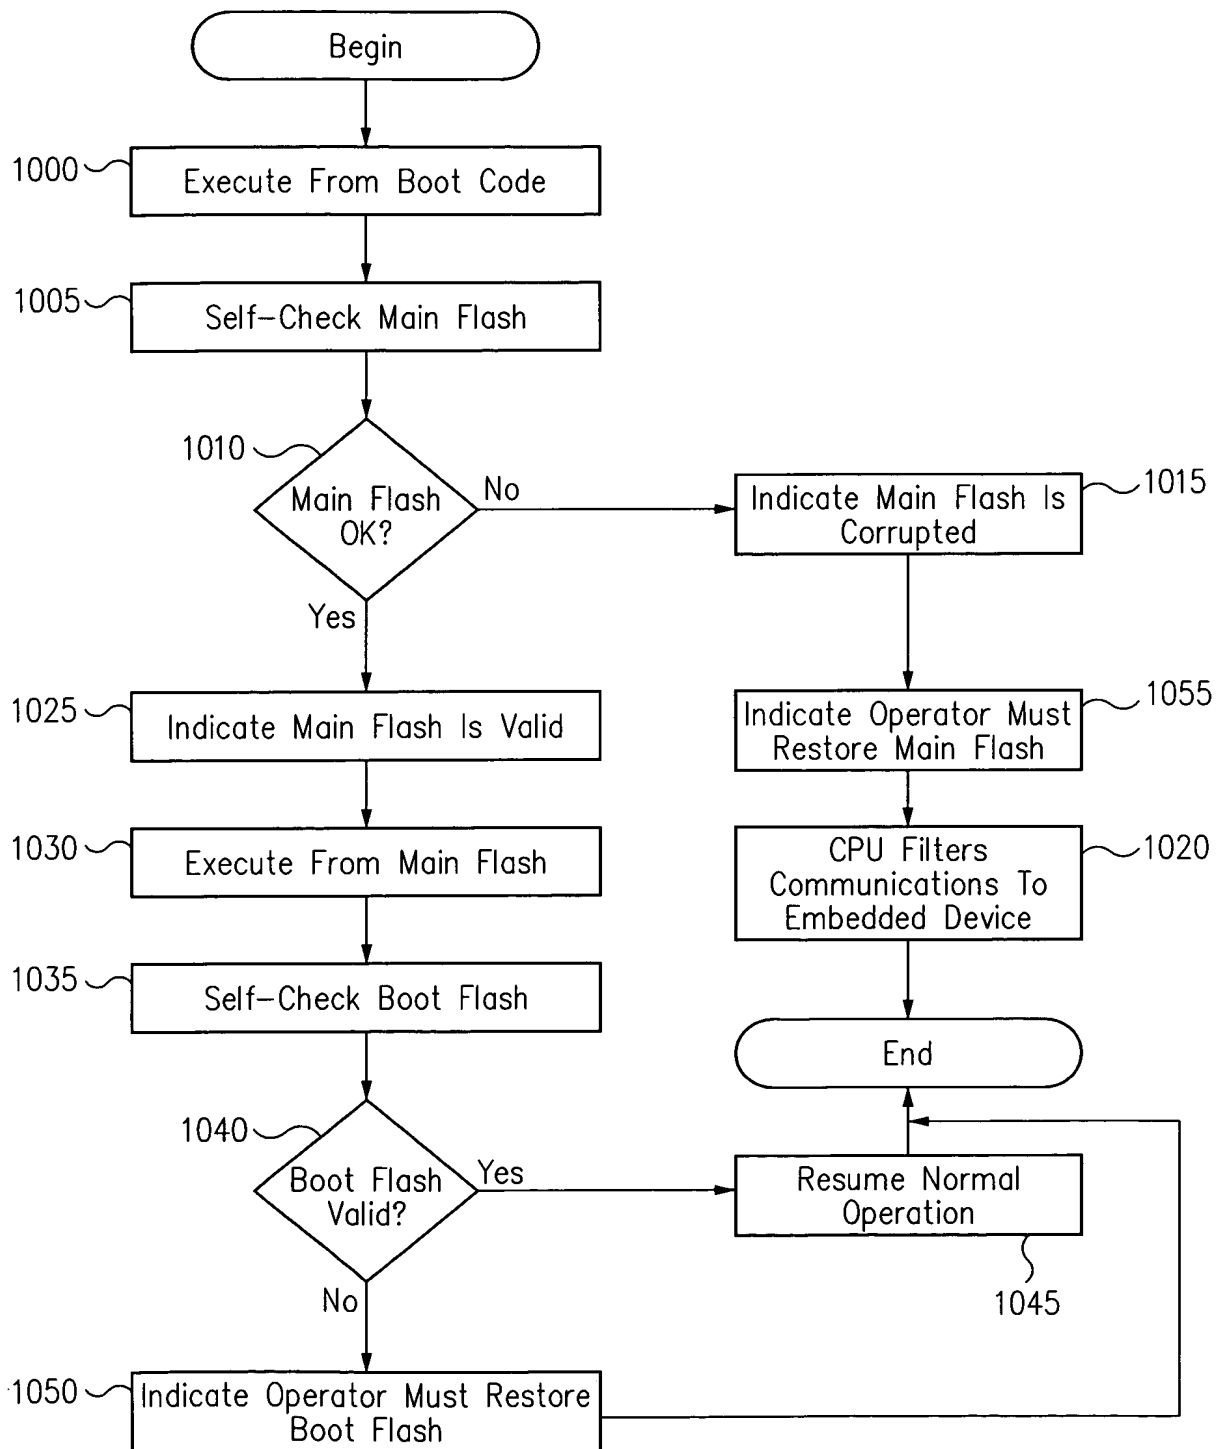 Begin
1000
Execute From Boot Code
1005
Self-Check Main Flash
1010
Main Flash
OK?
No
Yes
Indicate Main Flash Is
Corrupted
1015
1025
Indicate Main Flash Is Valid
Indicate Operator Must
Restore Main Flash
1055
1030
Execute From Main Flash
CPU Filters
Communications To
Embedded Device
1020
1035
Self-Check Boot Flash
End
1040
Boot Flash
Valid?
Yes
No
Resume Normal
Operation
1045
1050
Indicate Operator Must Restore
Boot Flash